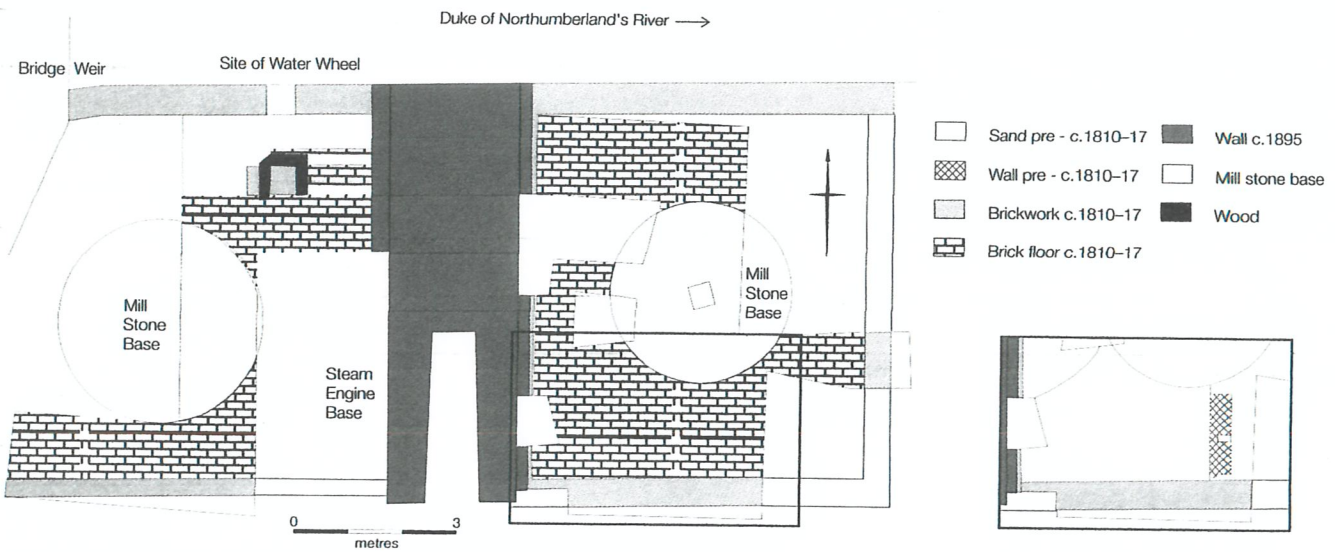 Duke of Northumberland's River
Bridge Weir
Site of Water Wheel
Mill
Stone
Base
Steam
Engine
Base
Mill
Stone
Base
0 3
metres
Sand pre - c.1810–17
Wall pre - c.1810–17
Brickwork c.1810–17
Brick floor c.1810–17
Wall c.1895
Mill stone base
Wood